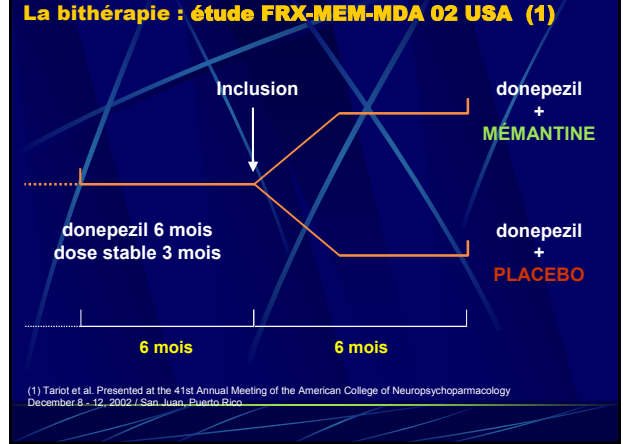 La bithérapie : étude FRX-MEM-MDA 02 USA (1)
Inclusion
donepezil
+
MÉMANTINE
donepezil 6 mois
dose stable 3 mois
donepezil
+
PLACEBO
6 mois
6 mois
(1) Tariot et al. Presented at the 41st Annual Meeting of the American College of Neuropsychoparmacology
December 8 - 12, 2002 / San Juan, Puerto Rico